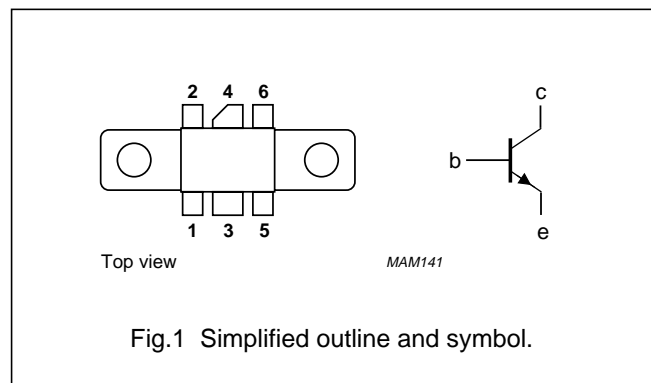 2 4 6
c
b
1 3 5
e
Top view
MAM141
Fig.1 Simplified outline and symbol.